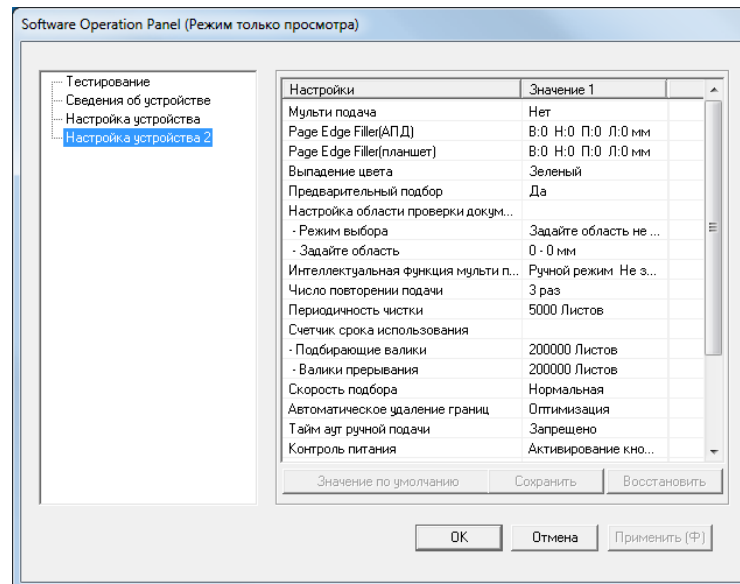 Software Operation Panel (Режим только просмотра)
Тестирование
Сведения об устройстве
Настройка устройства
Настройка устройства 2
Настройки Значение 1
Мульти подача Нет
Page Edge Filler(АПД) В:0 Н:0 П:0 Л:0 мм
Page Edge Filler(планшет) В:0 Н:0 П:0 Л:0 мм
Выпадение цвета Зеленый
Предварительный подбор Да
Настройка области проверки докум...
- Режим выбора Задайте область не ...
- Задайте область 0 - 0 мм
Интеллектуальная функция мульти п... Ручной режим Не з...
Число повторении подачи 3 раз
Периодичность чистки 5000 Листов
Счетчик срока использования
- Подбирающие валики 200000 Листов
- Валики прерывания 200000 Листов
Скорость подбора Нормальная
Автоматическое удаление границ Оптимизация
Тайм аут ручной подачи Запрещено
Контроль питания Активирование кно...
Значение по умолчанию Сохранить Восстановить
OK Отмена Применить (Ф)